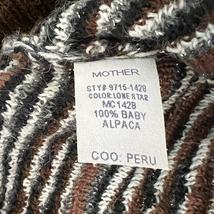 MOTHER
STY# 9715-1428
COLOR: LONE STAR
MC1428
100% BABY
ALPACA
COO: PERU